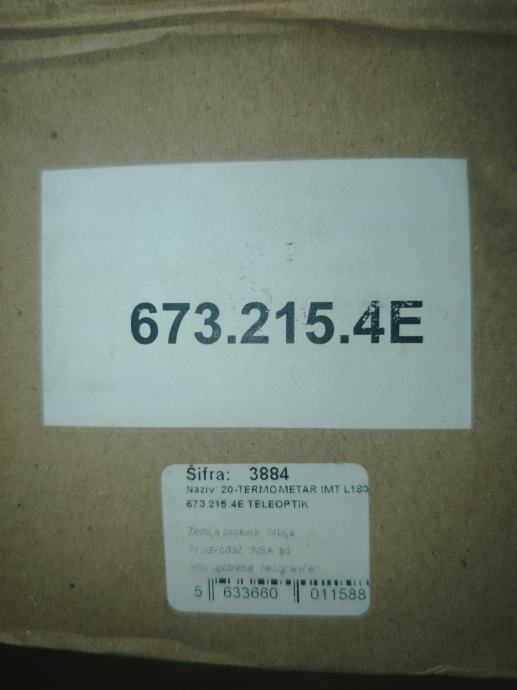 673.215.4E
Šifra: 3884
Naziv: 20-TERMOMETAR IMT L180
673.215.4E TELEOPTIK
Zemlja porekla: Srbija
Proizvođač: INSA ad
upotrebe: neograničen
5 633660 011588